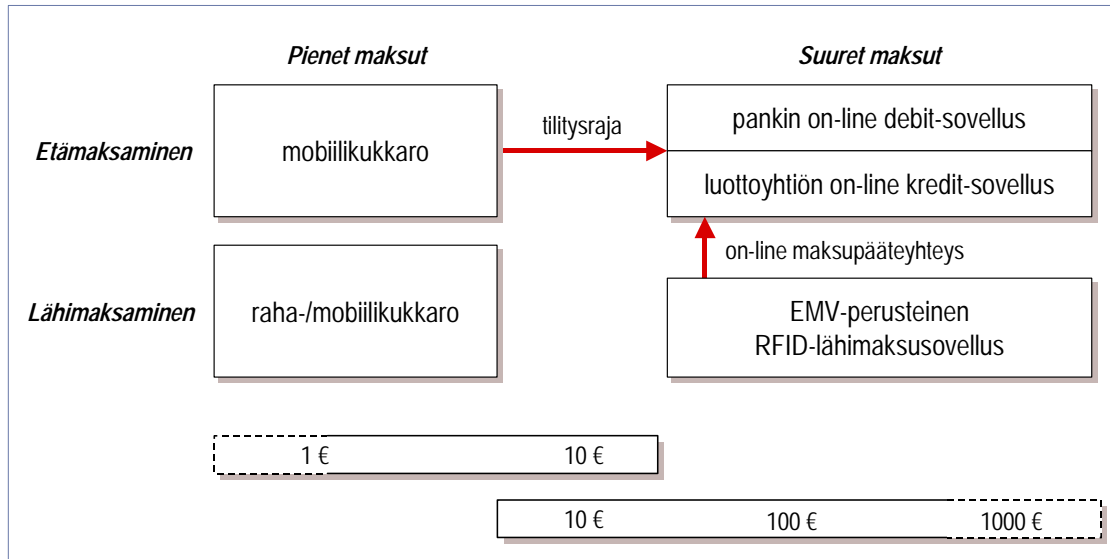 Pienet maksut
Suuret maksut
Etämaksaminen
mobiilikukkaro
tilitysraja
pankin on-line debit-sovellus
luottoyhtiön on-line kredit-sovellus
on-line maksupääteyhteys
Lähimaksaminen
raha-/mobiilikukkaro
EMV-perusteinen
RFID-lähimaksusovellus
1 €
10 €
10 €
100 €
1000 €